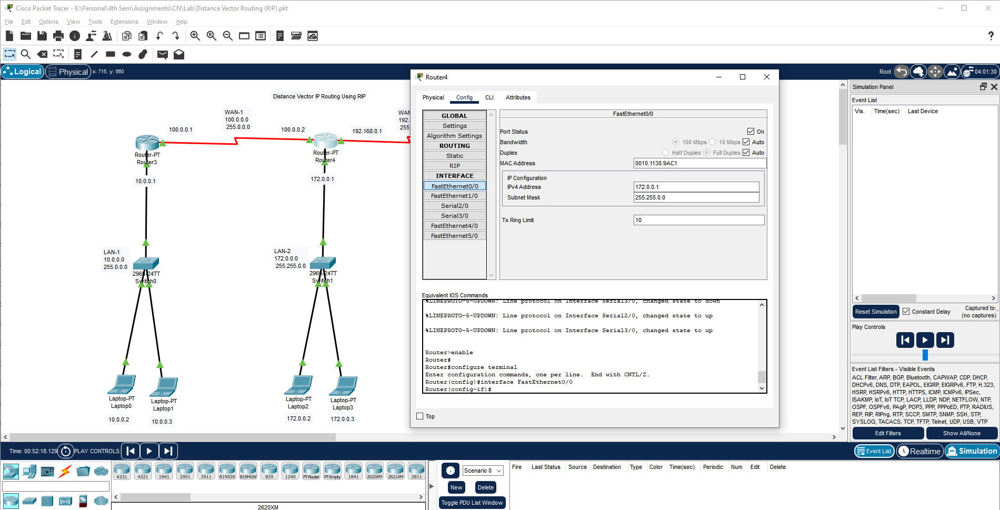 Cisco Packet Tracer - E:\Personal\4th Sem\Assignments\CN\Lab\Distance Vector Routing (RIP).pkt
File Edit Options View Tools Extensions Window Help
?
Logical
Physical
x: 715, y: 660
Root
04:01:30
Distance Vector IP Routing Using RIP
WAN-1
100.0.0.0
255.0.0.0
100.0.0.1
100.0.0.2
192.168.0.1
WAN
192.
255.
Router-PT
Router3
Router-PT
Router4
10.0.0.1
172.0.0.1
LAN-1
10.0.0.0
255.0.0.0
2960-24TT
Switch0
LAN-2
172.0.0.0
255.255.0.0
2960-24TT
Switch1
Laptop-PT
Laptop0
Laptop-PT
Laptop1
Laptop-PT
Laptop2
Laptop-PT
Laptop3
10.0.0.2
10.0.0.3
172.0.0.2
172.0.0.3
Router4
Physical Config CLI Attributes
GLOBAL
Settings
Algorithm Settings
ROUTING
Static
RIP
INTERFACE
FastEthernet0/0
FastEthernet1/0
Serial2/0
Serial3/0
FastEthernet4/0
FastEthernet5/0
FastEthernet0/0
Port Status On
Bandwidth 100 Mbps 10 Mbps Auto
Duplex Half Duplex Full Duplex Auto
MAC Address 0010.1130.9AC1
IP Configuration
IPv4 Address 172.0.0.1
Subnet Mask 255.255.0.0
Tx Ring Limit 10
Equivalent IOS Commands
%LINEPROTO-5-UPDOWN: Line protocol on Interface Serial3/0, changed state to down
%LINEPROTO-5-UPDOWN: Line protocol on Interface Serial2/0, changed state to up
%LINEPROTO-5-UPDOWN: Line protocol on Interface Serial3/0, changed state to up
Router>enable
Router#
Router#configure terminal
Enter configuration commands, one per line. End with CNTL/Z.
Router(config)#interface FastEthernet0/0
Router(config-if)#
Top
Simulation Panel
Event List
Vis. Time(sec) Last Device
Reset Simulation
Constant Delay
Captured to:
(no captures)
Play Controls
Event List Filters - Visible Events
ACL Filter, ARP, BGP, Bluetooth, CAPWAP, CDP, DHCP,
DHCPv6, DNS, DTP, EAPOL, EIGRP, EIGRPv6, FTP, H.323,
HSRP, HSRPv6, HTTP, HTTPS, ICMP, ICMPv6, IPSec,
ISAKMP, IoT, IoT TCP, LACP, LLDP, NDP, NETFLOW, NTP,
OSPF, OSPFv6, PAgP, POP3, PPP, PPPoED, PTP, RADIUS,
REP, RIP, RIPng, RTP, SCCP, SMTP, SNMP, SSH, STP,
SYSLOG, TACACS, TCP, TFTP, Telnet, UDP, USB, VTP
Edit Filters
Show All/None
Time: 00:52:18.129
PLAY CONTROLS:
Event List
Realtime
Simulation
4331 4321 1941 2901 2911 819IOX 819HGW 829 1240 PT-Router PT-Empty 1841 2620XM 2621XM 2811
2620XM
Scenario 0
New
Delete
Toggle PDU List Window
Fire Last Status Source Destination Type Color Time(sec) Periodic Num Edit Delete